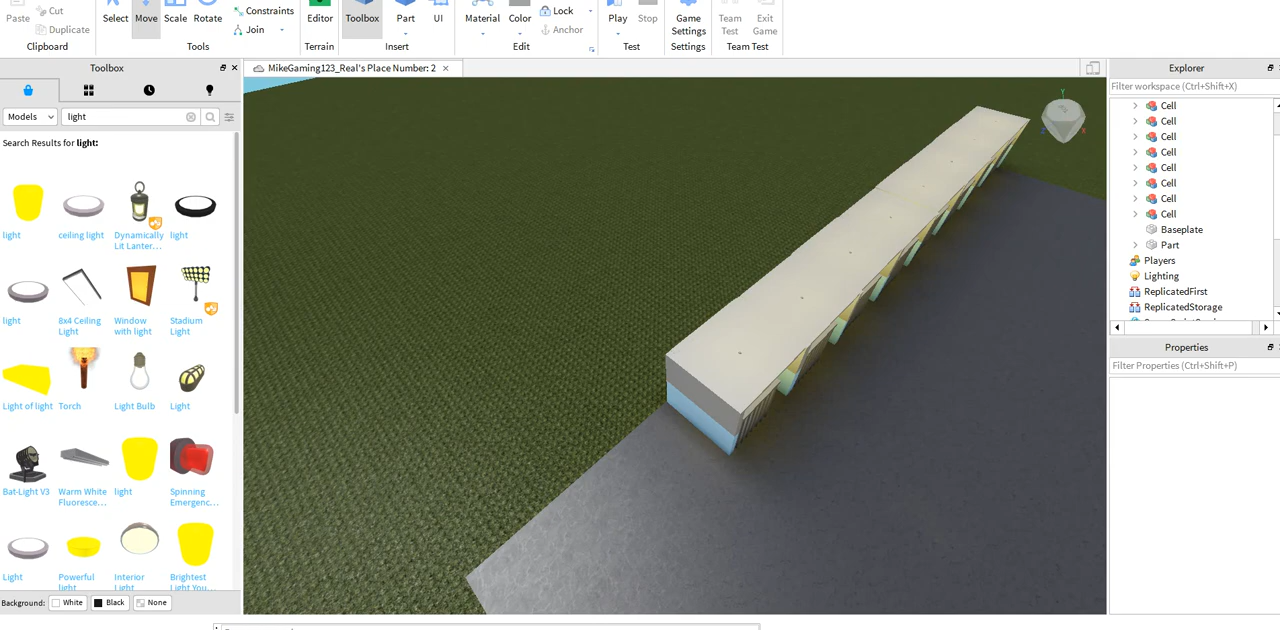 Paste
Cut
Duplicate
Clipboard
Select
Move
Scale
Rotate
Constraints
Join
Tools
Editor
Terrain
Toolbox
Part
UI
Insert
Material
Color
Lock
Anchor
Edit
Play
Stop
Test
Game Settings
Settings
Team Test
Exit Game
Team Test
Toolbox
MikeGaming123_Real's Place Number: 2
Models
light
Search Results for light:
light
ceiling light
Dynamically Lit Lanter...
light
light
8x4 Ceiling Light
Window with light
Stadium Light
Light of light
Torch
Light Bulb
Light
Bat-Light V3
Warm White Fluoresce...
light
Spinning Emergenc...
Light
Powerful light
Interior Light
Brightest Light You...
Background:
White
Black
None
Y
Explorer
Filter workspace (Ctrl+Shift+X)
Cell
Cell
Cell
Cell
Cell
Cell
Cell
Cell
Baseplate
Part
Players
Lighting
ReplicatedFirst
ReplicatedStorage
Properties
Filter Properties (Ctrl+Shift+P)